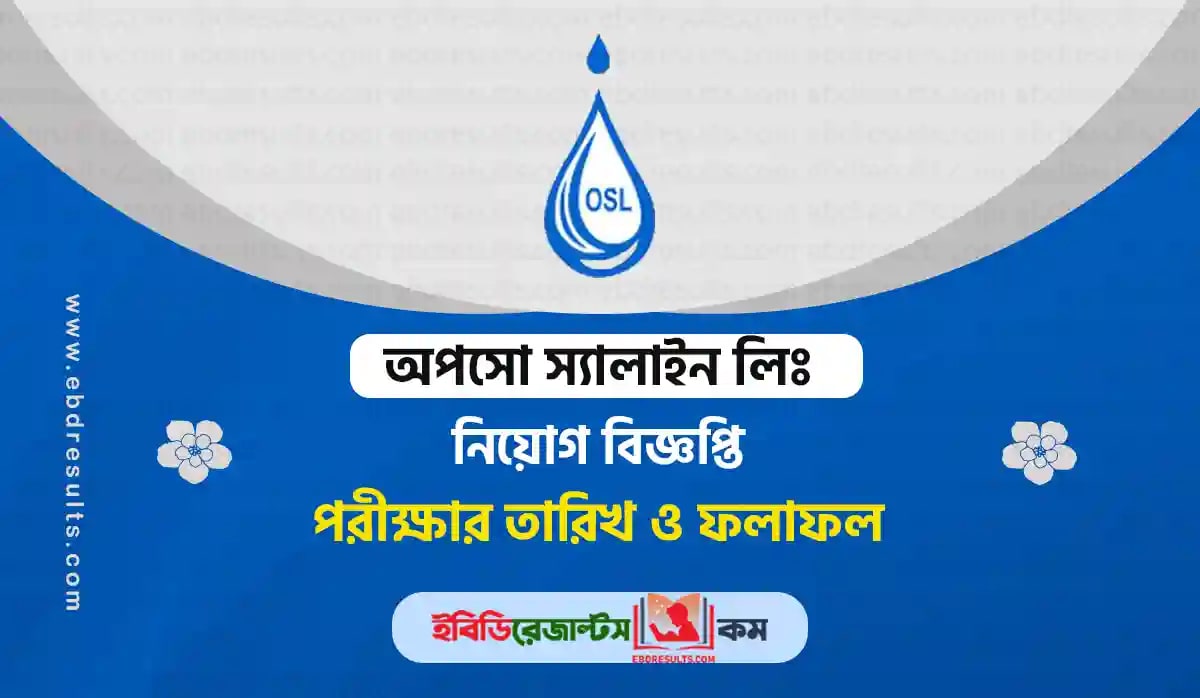 OSL
অপসো স্যালাইন লিঃ
নিয়োগ বিজ্ঞপ্তি
পরীক্ষার তারিখ ও ফলাফল
www.ebdresults.com
ইবিডিরেজাল্টস কম
EBDRESULTS.COM